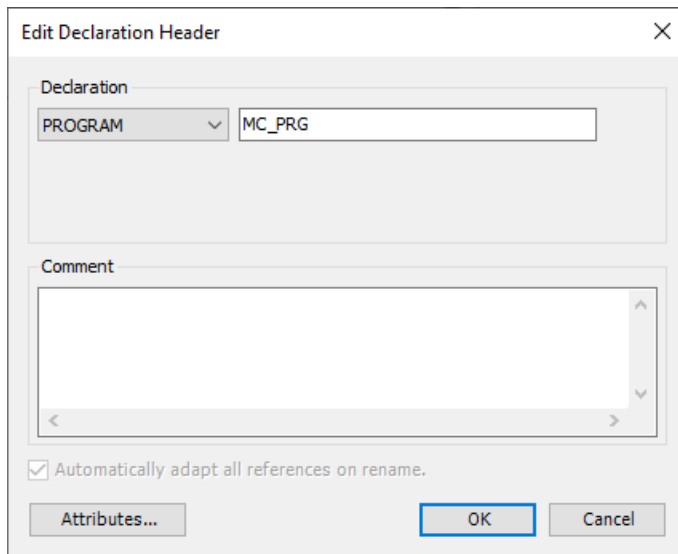 Edit Declaration Header
Declaration
PROGRAM
MC_PRG
Comment
Automatically adapt all references on rename.
Attributes...
OK
Cancel